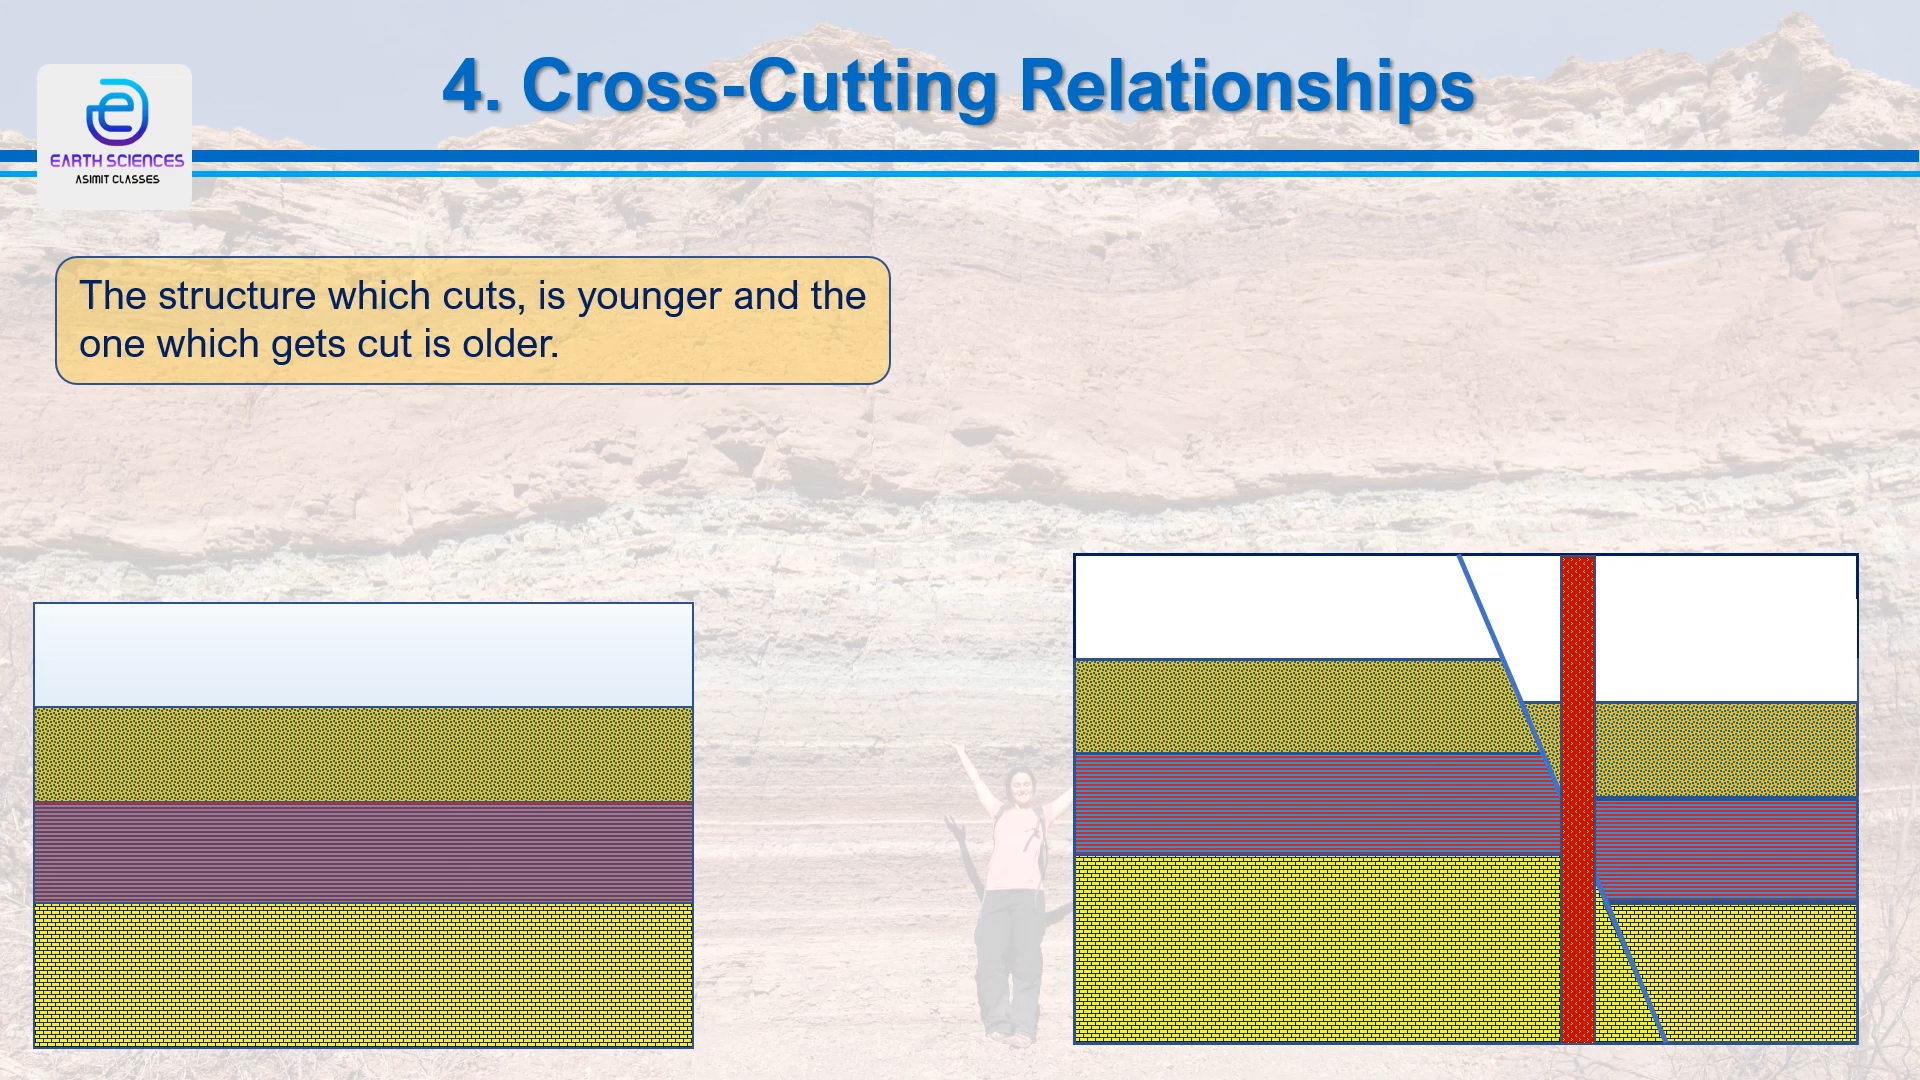 4. Cross-Cutting Relationships
EARTH SCIENCES
ASIMIT CLASSES
The structure which cuts, is younger and the
one which gets cut is older.